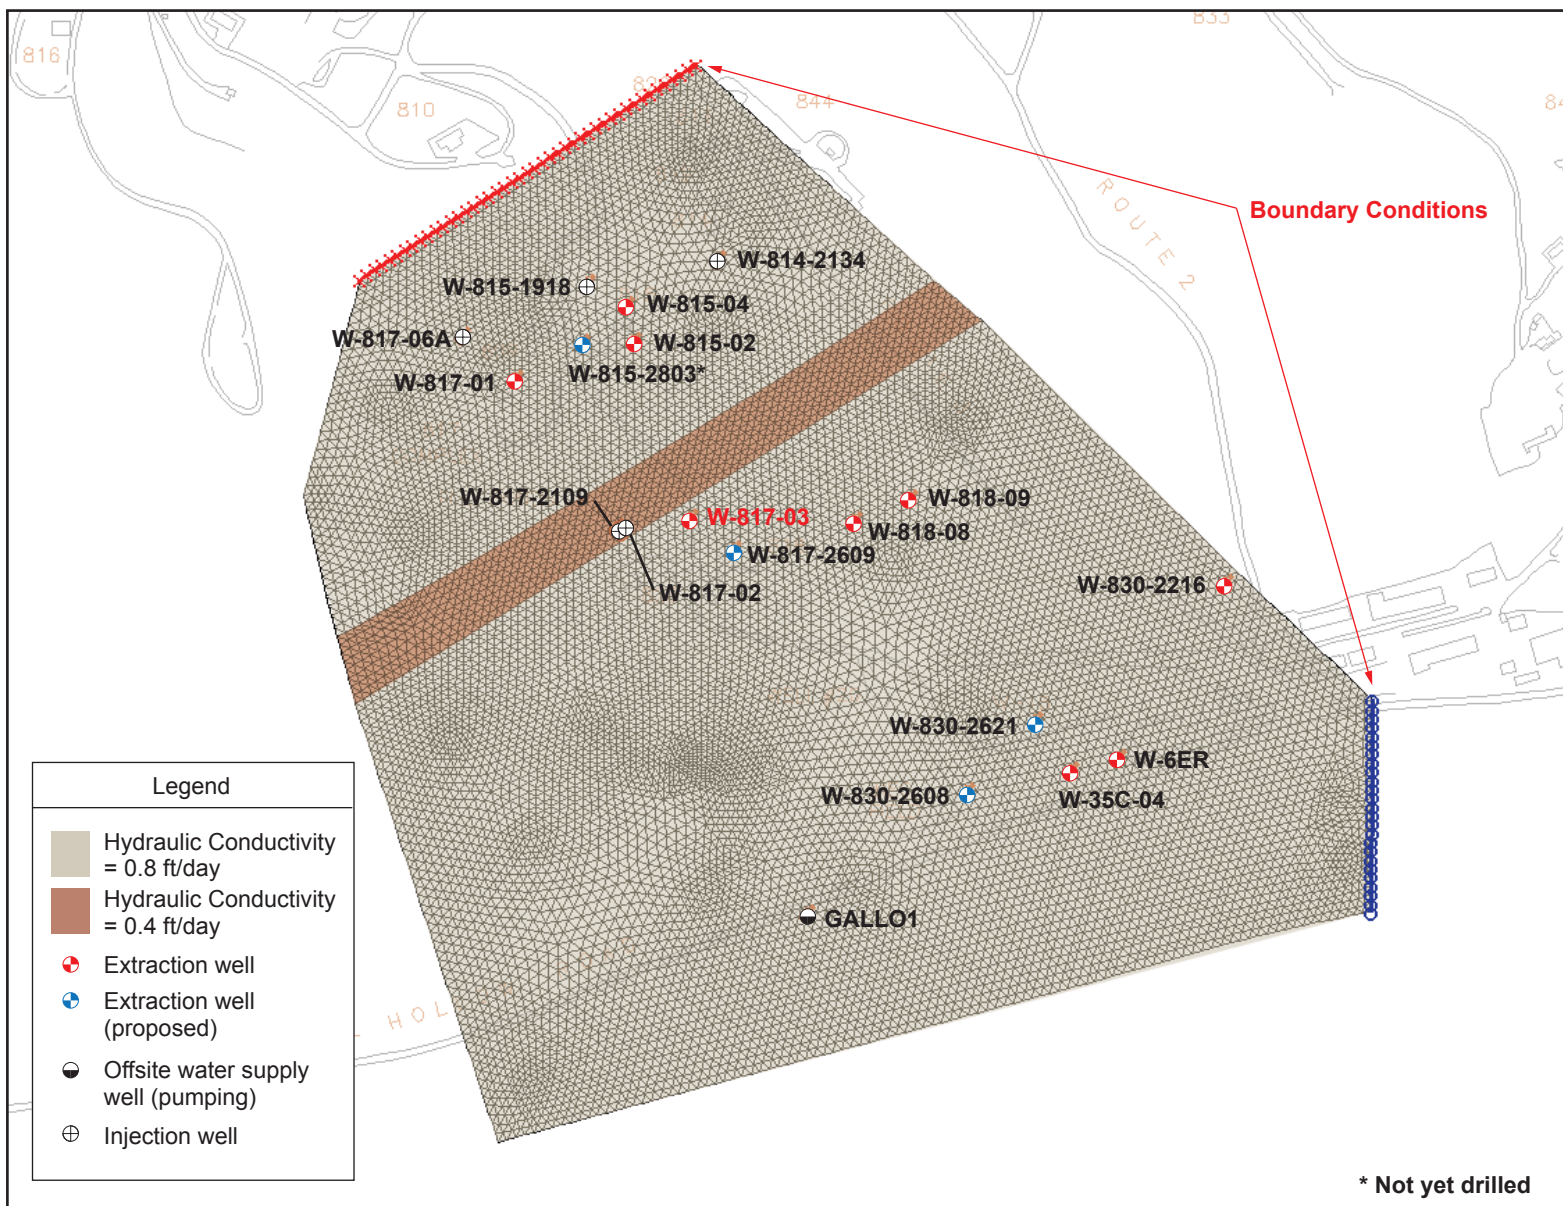 833
816
810
844
ROUTE 2
Boundary Conditions
W-814-2134
W-815-1918
W-815-04
W-817-06A
W-815-02
W-815-2803*
W-817-01
W-817-2109
W-818-09
W-817-03
W-818-08
W-817-2609
W-830-2216
W-817-02
W-830-2621
W-6ER
W-830-2608
W-35C-04
GALLO1
Legend
Hydraulic Conductivity
= 0.8 ft/day
Hydraulic Conductivity
= 0.4 ft/day
Extraction well
Extraction well
(proposed)
Offsite water supply
well (pumping)
Injection well
* Not yet drilled